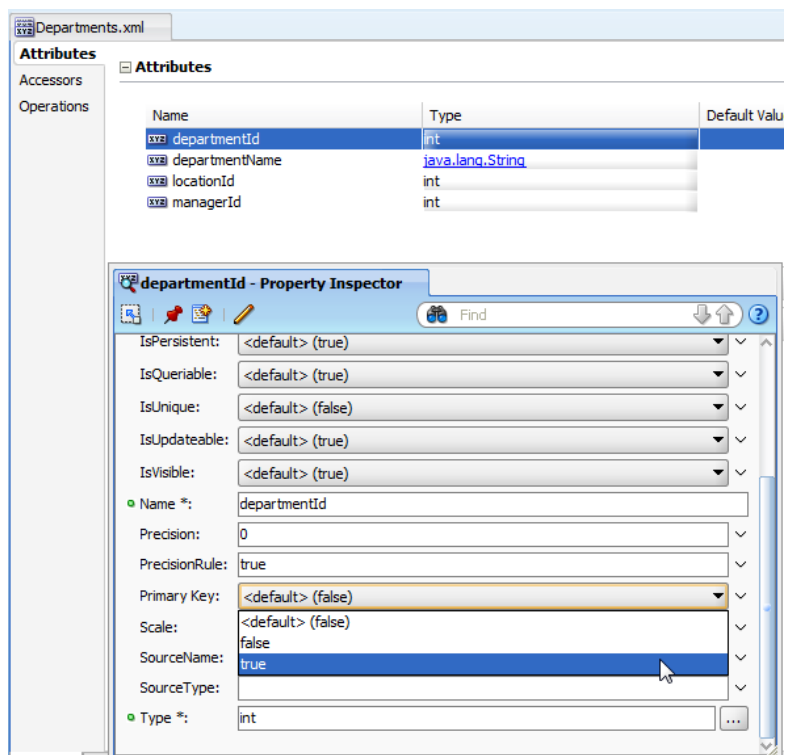 Departments.xml
Attributes
Accessors
Operations
Attributes
Name Type Default Valu
departmentId int
departmentName java.lang.String
locationId int
managerId int
departmentId - Property Inspector
Find
IsPersistent: <default> (true)
IsQueriable: <default> (true)
IsUnique: <default> (false)
IsUpdateable: <default> (true)
IsVisible: <default> (true)
Name *: departmentId
Precision: 0
PrecisionRule: true
Primary Key: <default> (false)
Scale: <default> (false)
false
SourceName: true
SourceType:
Type *: int ...